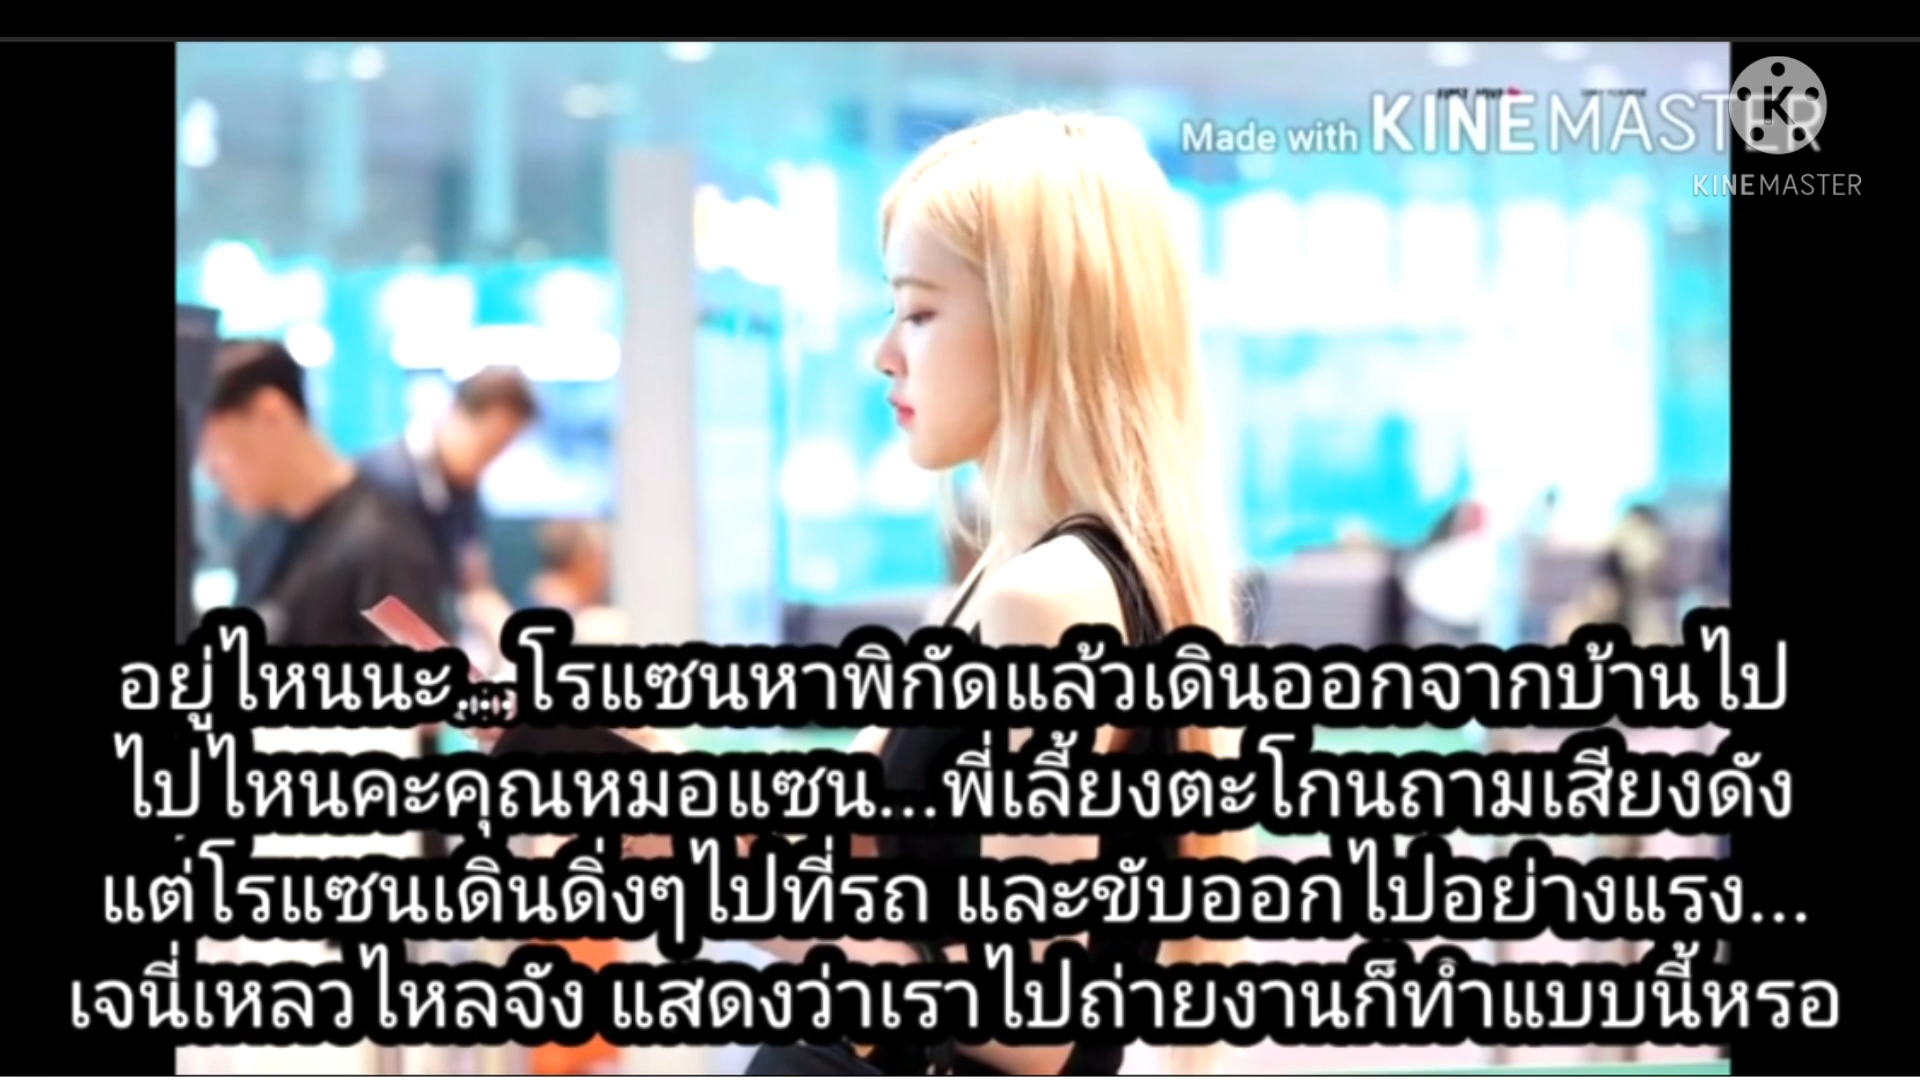 Made with KINEMASTER
K
KINEMASTER
อยู่ไหนนะ... โรแซนหาพิกัดแล้วเดินออกจากบ้านไป
ไปไหนคะคุณหมอแซน...พี่เลี้ยงตะโกนถามเสียงดัง
แต่โรแซนเดินดิ่งๆไปที่รถ และขับออกไปอย่างแรง...
เจนี่เหลวไหลจัง แสดงว่าเราไปถ่ายงานก็ทำแบบนี้หรอ